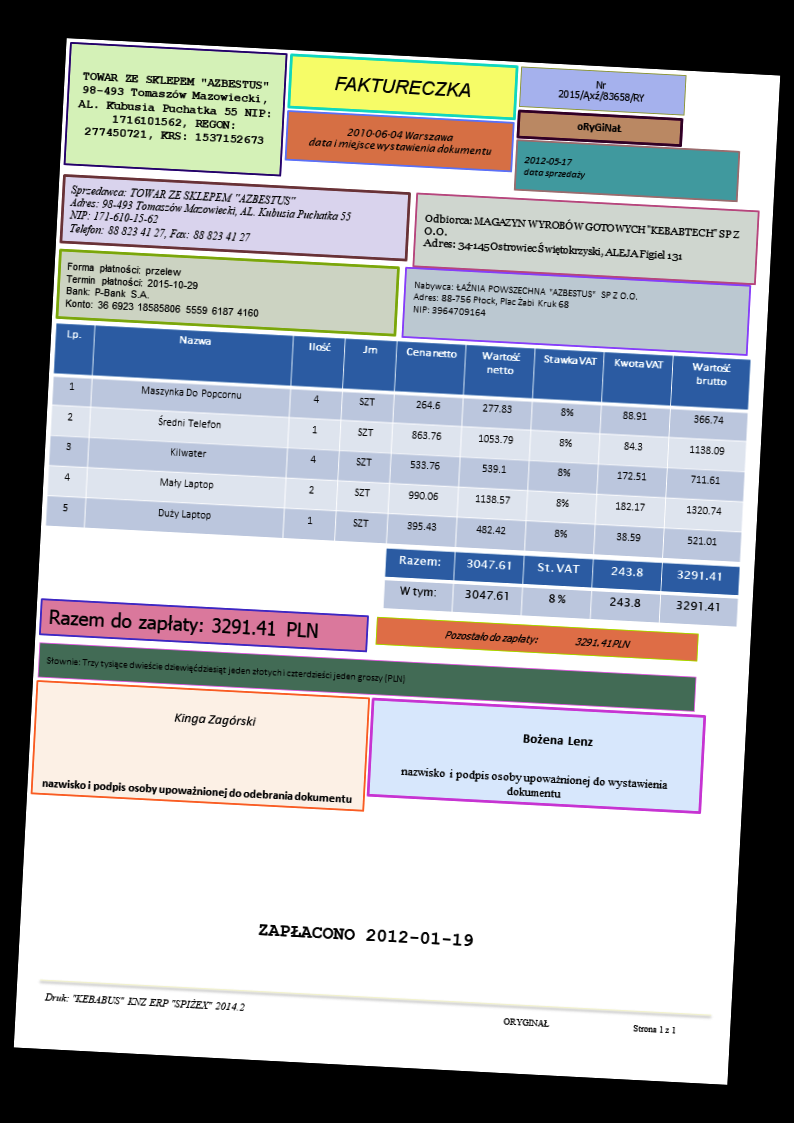 TOWAR ZE SKLEPEM "AZBESTUS"
98-493 Tomaszów Mazowiecki,
AL. Kubusia Puchatka 55 NIP:
1716101562, REGON:
277450721, KRS: 1537152673
FAKTURECZKA
2010-06-04 Warszawa
data i miejsce wystawienia dokumentu
Nr
2015/Ąxź/83658/RY
oRyGiNaŁ
2012-05-17
data sprzedaży
Sprzedawca: TOWAR ZE SKLEPEM "AZBESTUS"
Adres: 98-493 Tomaszów Mazowiecki, AL. Kubusia Puchatka 55
NIP: 171-610-15-62
Telefon: 88 823 41 27, Fax: 88 823 41 27
Odbiorca: MAGAZYN WYROBÓW GOTOWYCH "KEBABTECH" SP Z
O.O.
Adres: 34-145 Ostrowiec Świętokrzyski, ALEJA Figiel 131
Forma płatności: przelew
Termin płatności: 2015-10-29
Bank: P-Bank S.A.
Konto: 36 6923 18585806 5559 6187 4160
Nabywca: ŁAŹNIA POWSZECHNA "AZBESTUS" SP Z O.O.
Adres: 88-756 Płock, Plac Żabi Kruk 68
NIP: 3964709164
Lp. Nazwa Ilość Jm Cena netto Wartość netto Stawka VAT Kwota VAT Wartość brutto
1 Maszynka Do Popcornu 4 SZT 264.6 277.83 8% 88.91 366.74
2 Średni Telefon 1 SZT 863.76 1053.79 8% 84.3 1138.09
3 Kilwater 4 SZT 533.76 539.1 8% 172.51 711.61
4 Mały Laptop 2 SZT 990.06 1138.57 8% 182.17 1320.74
5 Duży Laptop 1 SZT 395.43 482.42 8% 38.59 521.01
Razem: 3047.61 St. VAT 243.8 3291.41
W tym: 3047.61 8% 243.8 3291.41
Razem do zapłaty: 3291.41 PLN
Pozostało do zapłaty: 3291.41 PLN
Słownie: Trzy tysiące dwieście dziewięćdziesiąt jeden złotych i czterdzieści jeden groszy (PLN)
Kinga Zagórski
nazwisko i podpis osoby upoważnionej do odebrania dokumentu
Bożena Lenz
nazwisko i podpis osoby upoważnionej do wystawienia
dokumentu
ZAPŁACONO 2012-01-19
Druk: "KEBABUS" KNZ ERP "SPIŻEX" 2014.2
ORYGINAŁ
Strona 1 z 1